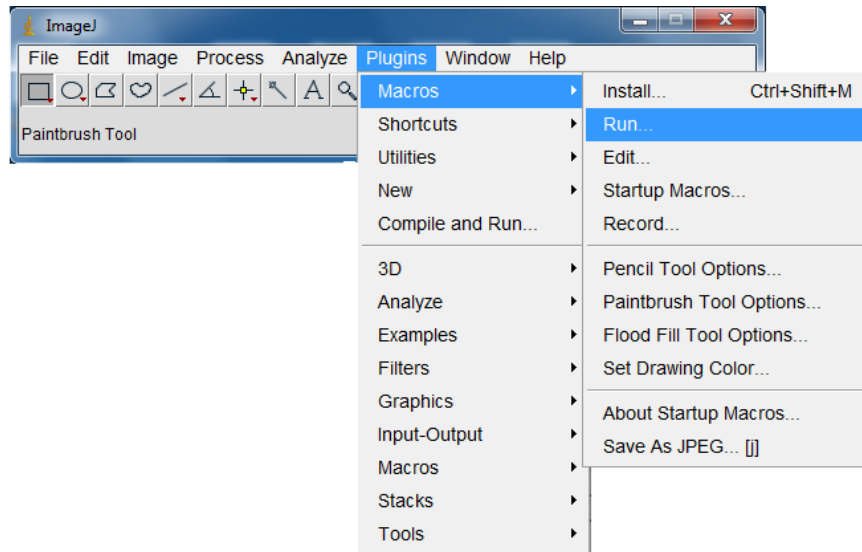 ImageJ
File Edit Image Process Analyze Plugins Window Help
A
Paintbrush Tool
Macros
Shortcuts
Utilities
New
Compile and Run...
3D
Analyze
Examples
Filters
Graphics
Input-Output
Macros
Stacks
Tools
Install... Ctrl+Shift+M
Run...
Edit...
Startup Macros...
Record...
Pencil Tool Options...
Paintbrush Tool Options...
Flood Fill Tool Options...
Set Drawing Color...
About Startup Macros...
Save As JPEG... [j]